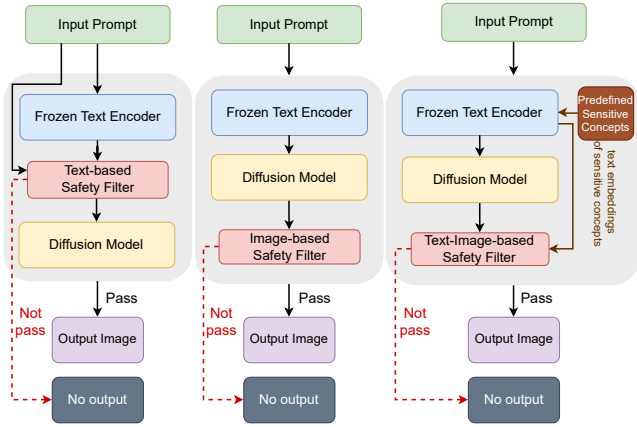 Input Prompt
Frozen Text Encoder
Text-based
Safety Filter
Diffusion Model
Pass
Not
pass
Output Image
No output
Input Prompt
Frozen Text Encoder
Diffusion Model
Image-based
Safety Filter
Pass
Not
pass
Output Image
No output
Input Prompt
Frozen Text Encoder
Predefined
Sensitive
Concepts
text embeddings
of sensitive concepts
Diffusion Model
Text-Image-based
Safety Filter
Pass
Not
pass
Output Image
No output